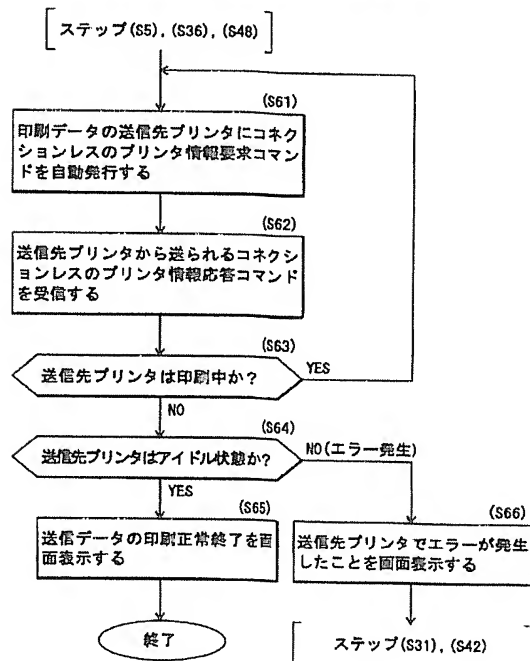 ステップ(S5), (S36), (S48)
(S61)
印刷データの送信先プリンタにコネク
ションレスのプリンタ情報要求コマン
ドを自動発行する
(S62)
送信先プリンタから送られるコネクシ
ョンレスのプリンタ情報応答コマンド
を受信する
(S63)
送信先プリンタは印刷中か?
YES
NO
(S64)
送信先プリンタはアイドル状態か?
NO(エラー発生)
YES
(S65)
送信データの印刷正常終了を画
面表示する
(S66)
送信先プリンタでエラーが発生
したことを画面表示する
終了
ステップ(S31), (S42)